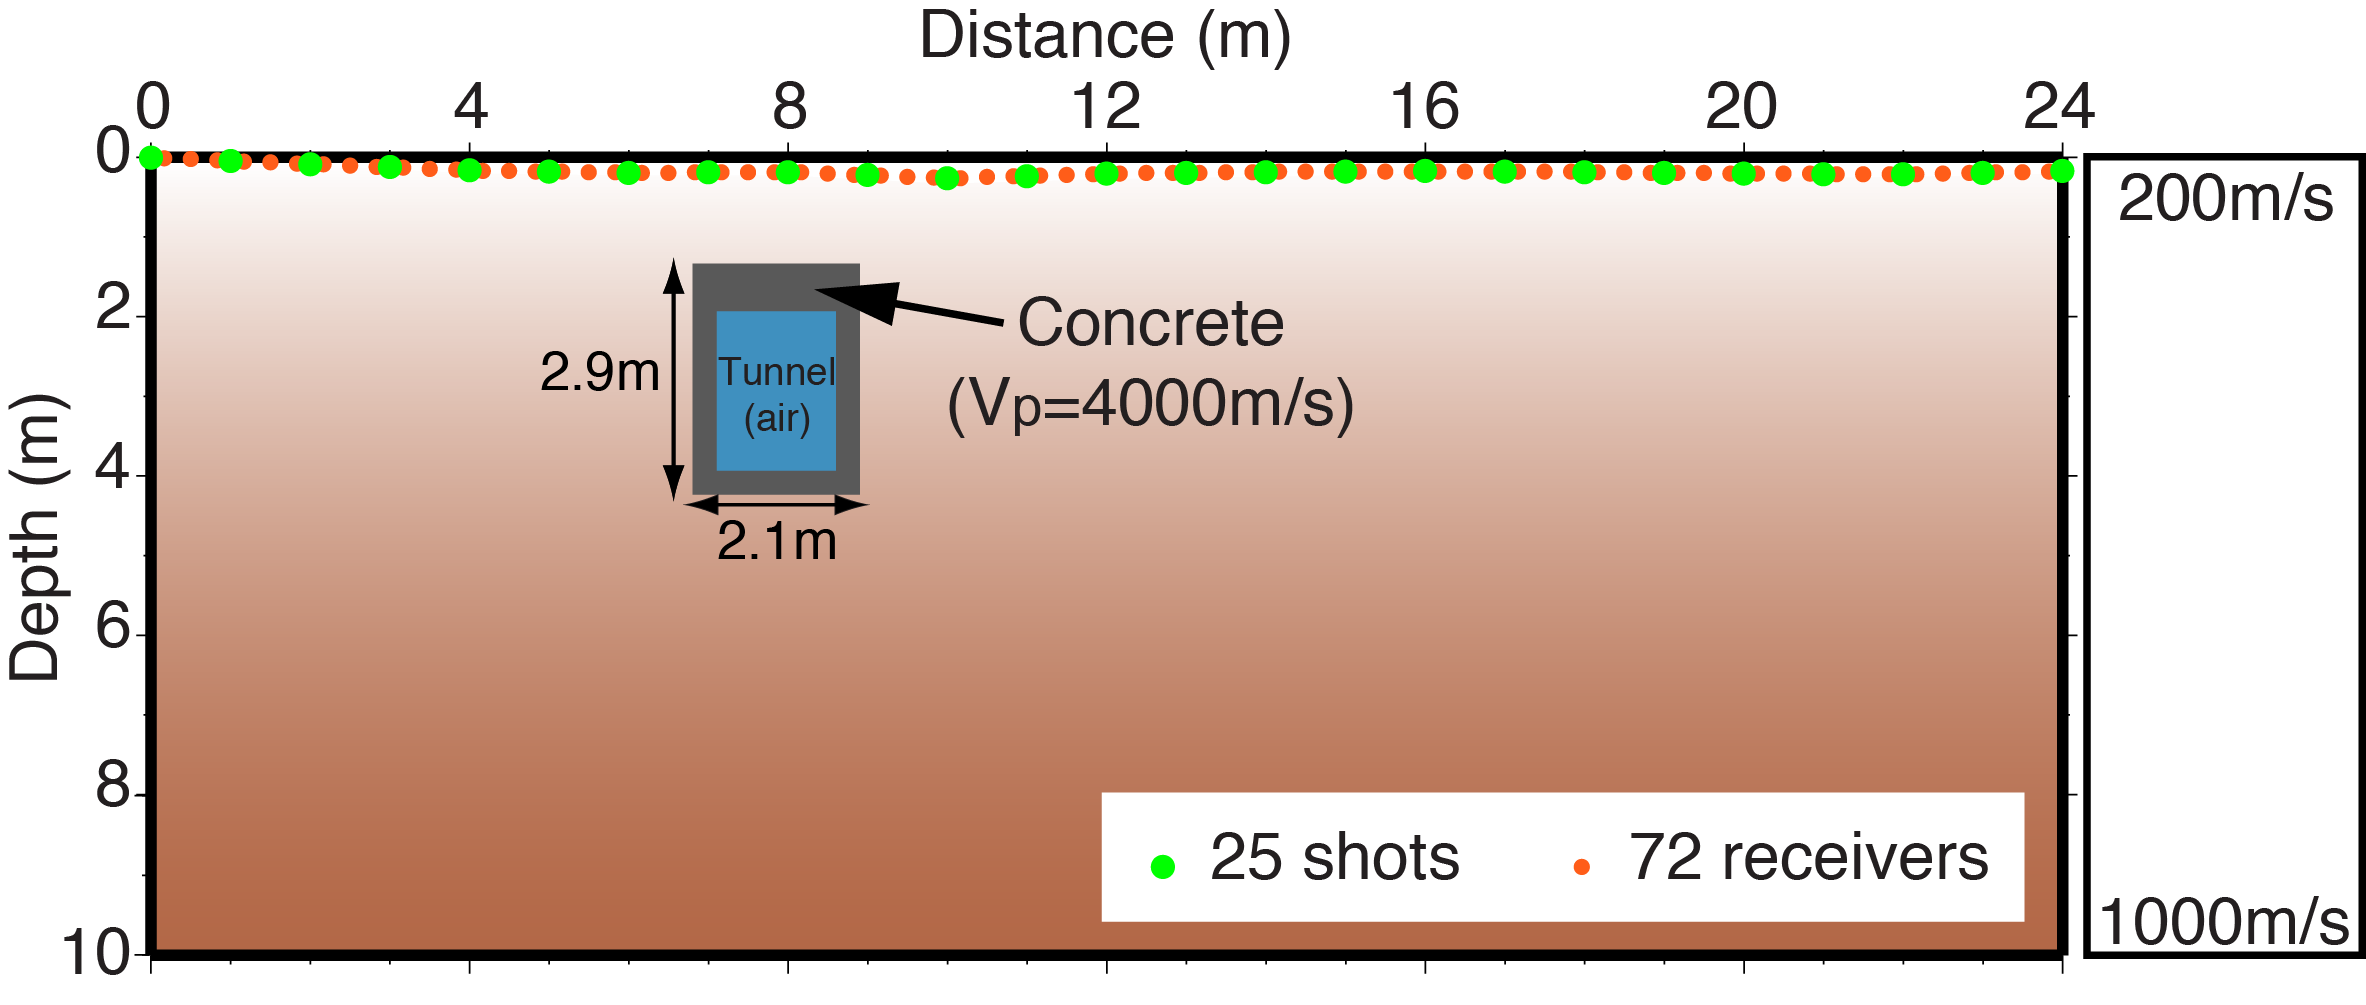 Distance (m)
0 4 8 12 16 20 24
0
2
4
6
8
10
Depth (m)
2.9m
Tunnel
(air)
2.1m
Concrete
(Vp=4000m/s)
200m/s
1000m/s
25 shots
72 receivers